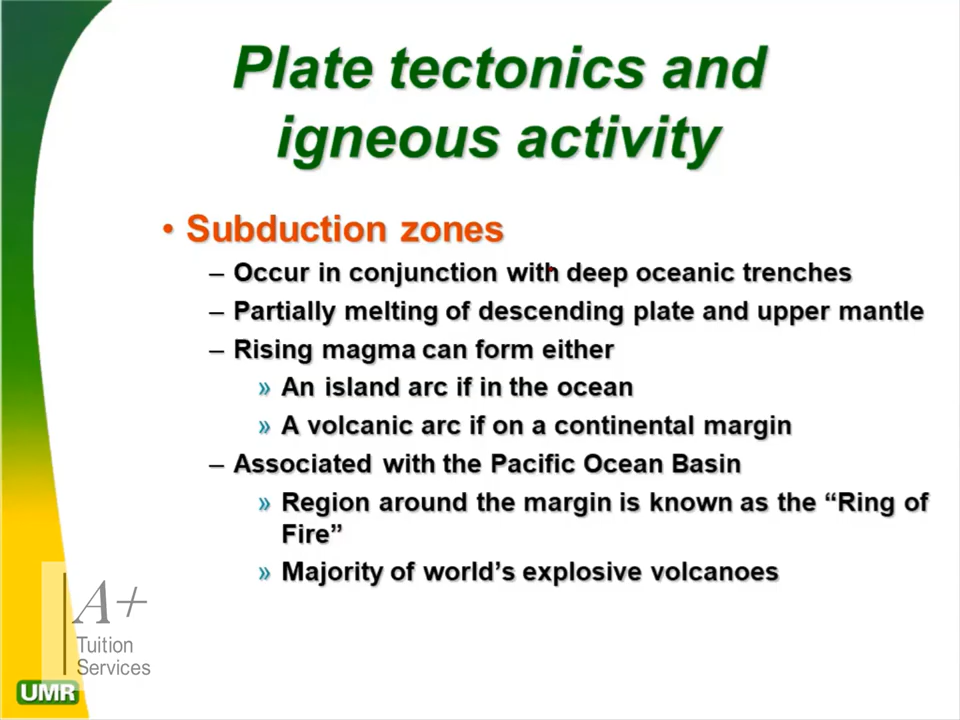 Plate tectonics and
igneous activity
• Subduction zones
– Occur in conjunction with deep oceanic trenches
– Partially melting of descending plate and upper mantle
– Rising magma can form either
» An island arc if in the ocean
» A volcanic arc if on a continental margin
– Associated with the Pacific Ocean Basin
» Region around the margin is known as the “Ring of
Fire”
» Majority of world’s explosive volcanoes
A+
Tuition
Services
UMR